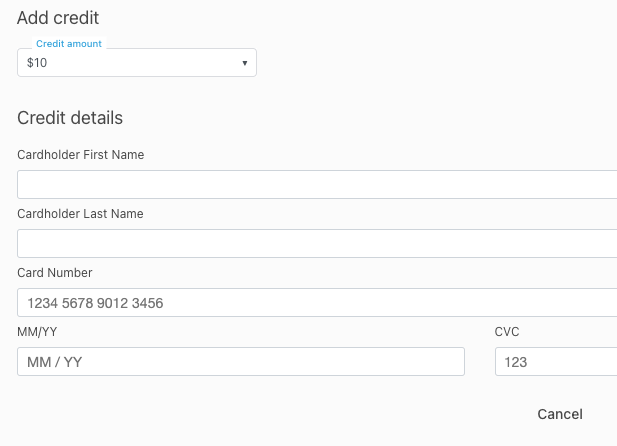 Add credit
Credit amount
$10
Credit details
Cardholder First Name
Cardholder Last Name
Card Number
1234 5678 9012 3456
MM/YY
CVC
MM / YY
123
Cancel